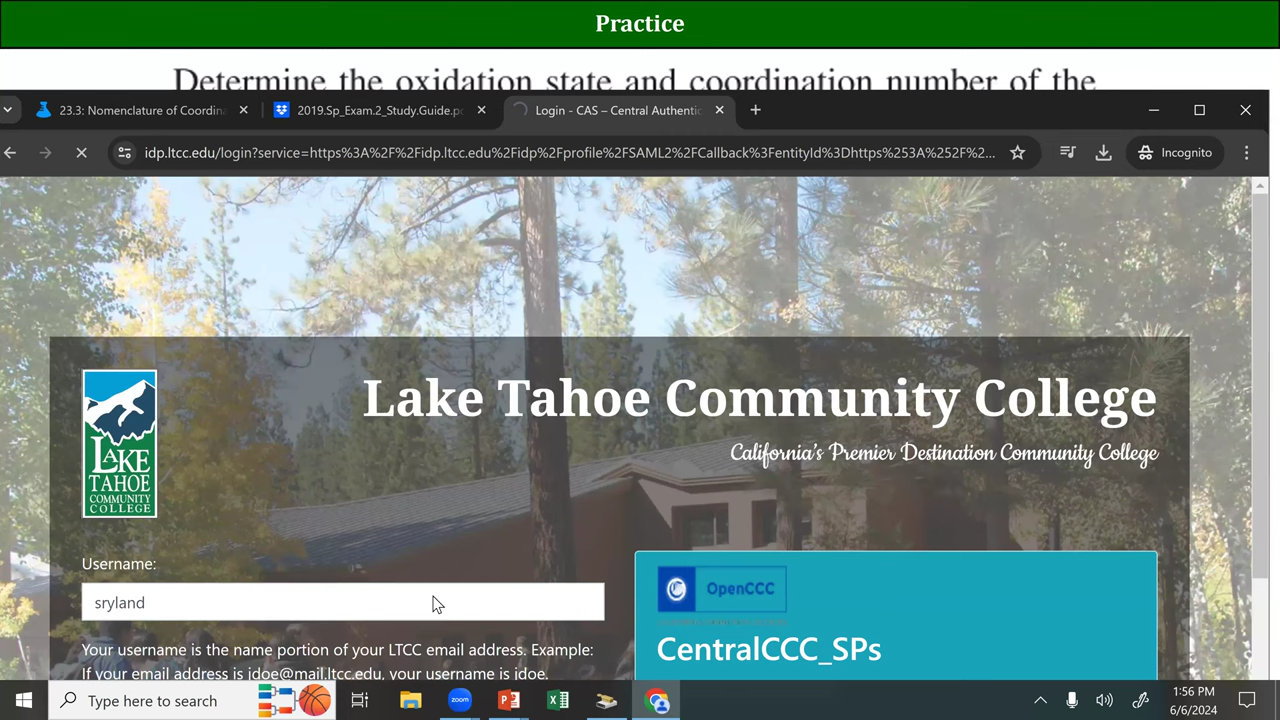 Practice
Determine the oxidation state and coordination number of the
23.3: Nomenclature of Coordina
2019.Sp_Exam.2_Study.Guide.pd
Login - CAS – Central Authentic
idp.ltcc.edu/login?service=https%3A%2F%2Fidp.ltcc.edu%2Fidp%2Fprofile%2FSAML2%2FCallback%3FentityId%3Dhttps%253A%252F%2...
Incognito
Lake Tahoe Community College
California's Premier Destination Community College
LAKE
TAHOE
COMMUNITY
COLLEGE
Username:
sryland
Your username is the name portion of your LTCC email address. Example:
If your email address is jdoe@mail.ltcc.edu, your username is jdoe.
OpenCCC
CentralCCC_SPs
Type here to search
zoom
1:56 PM
6/6/2024